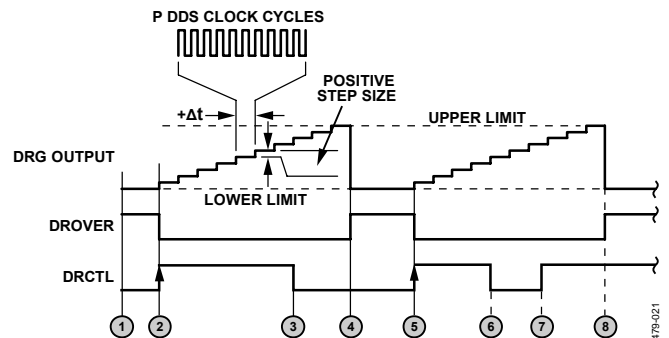 P DDS CLOCK CYCLES
POSITIVE
STEP SIZE
+Δt
UPPER LIMIT
DRG OUTPUT
LOWER LIMIT
DROVER
DRCTL
1 2 3 4 5 6 7 8
479-021